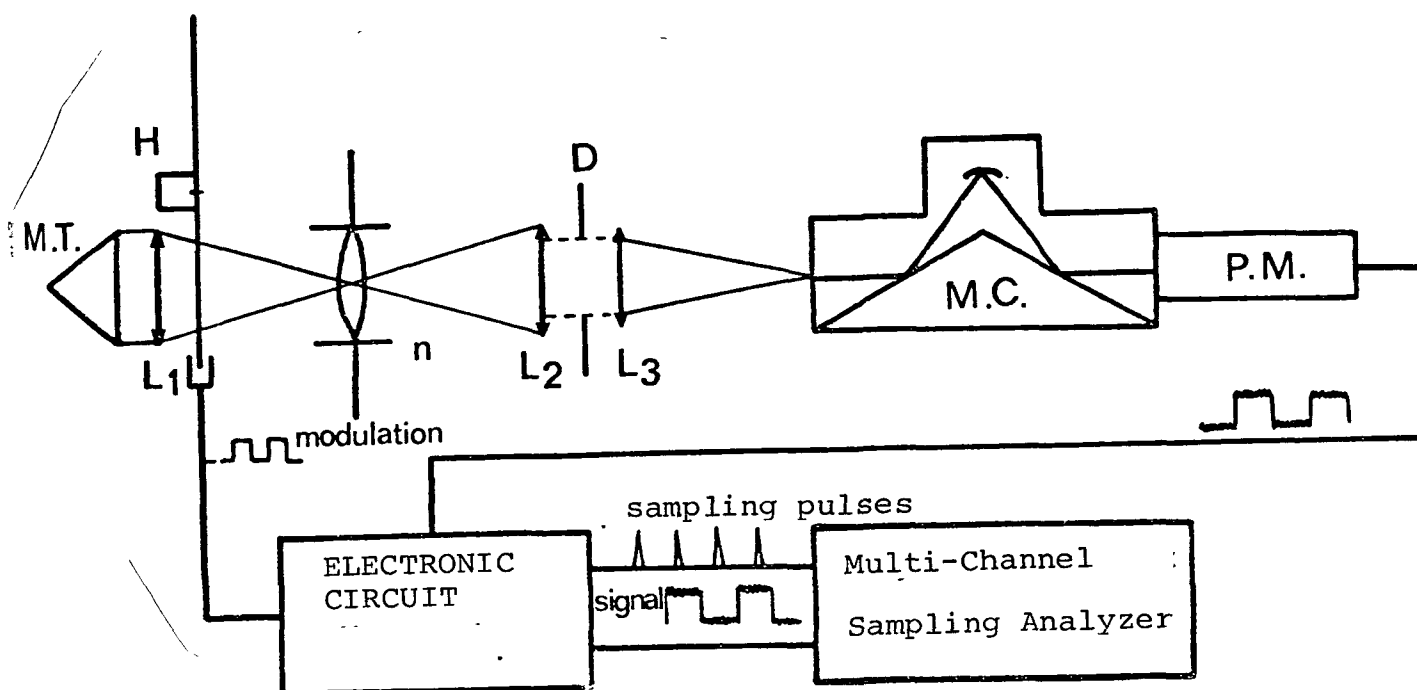 H
D
M.T.
M.C.
P.M.
L1
n
L2
L3
modulation
sampling pulses
ELECTRONIC
CIRCUIT
signal
Multi-Channel
Sampling Analyzer